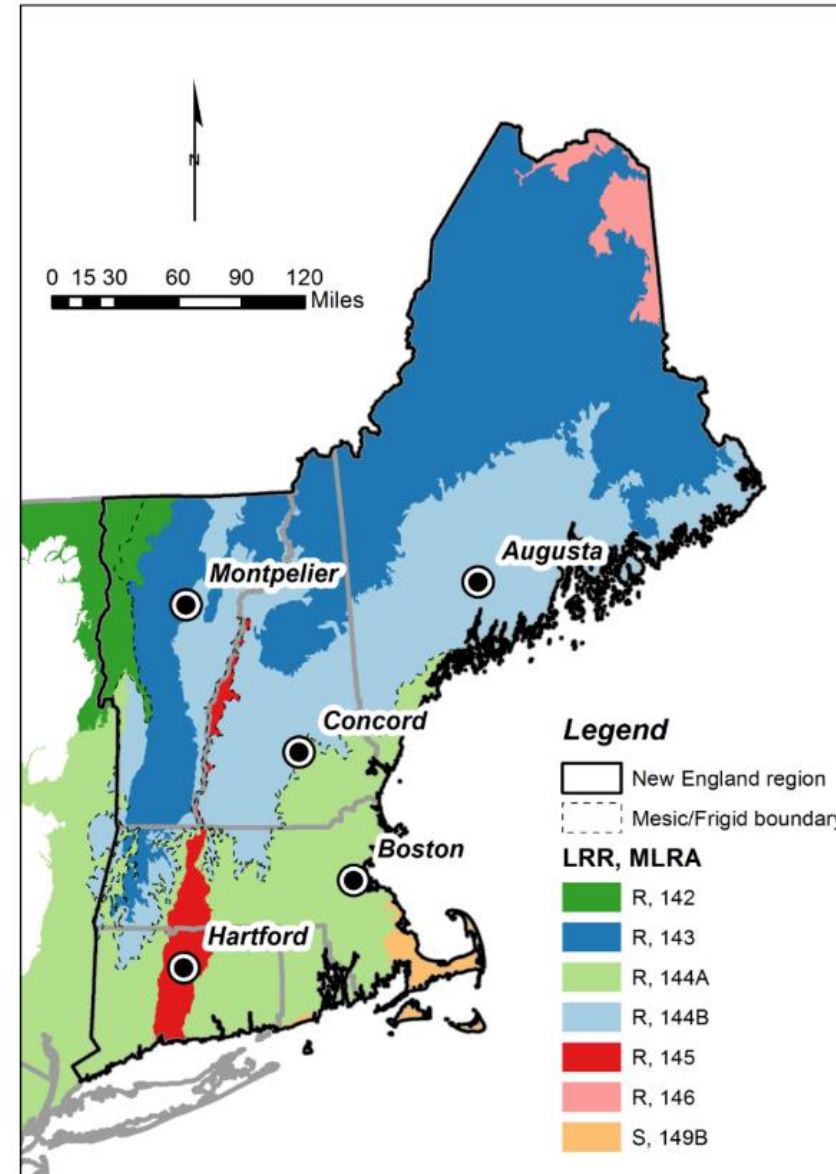 N
0 15 30 60 90 120
Miles
Augusta
Montpelier
Concord
Boston
Hartford
Legend
New England region
Mesic/Frigid boundary
LRR, MLRA
R, 142
R, 143
R, 144A
R, 144B
R, 145
R, 146
S, 149B